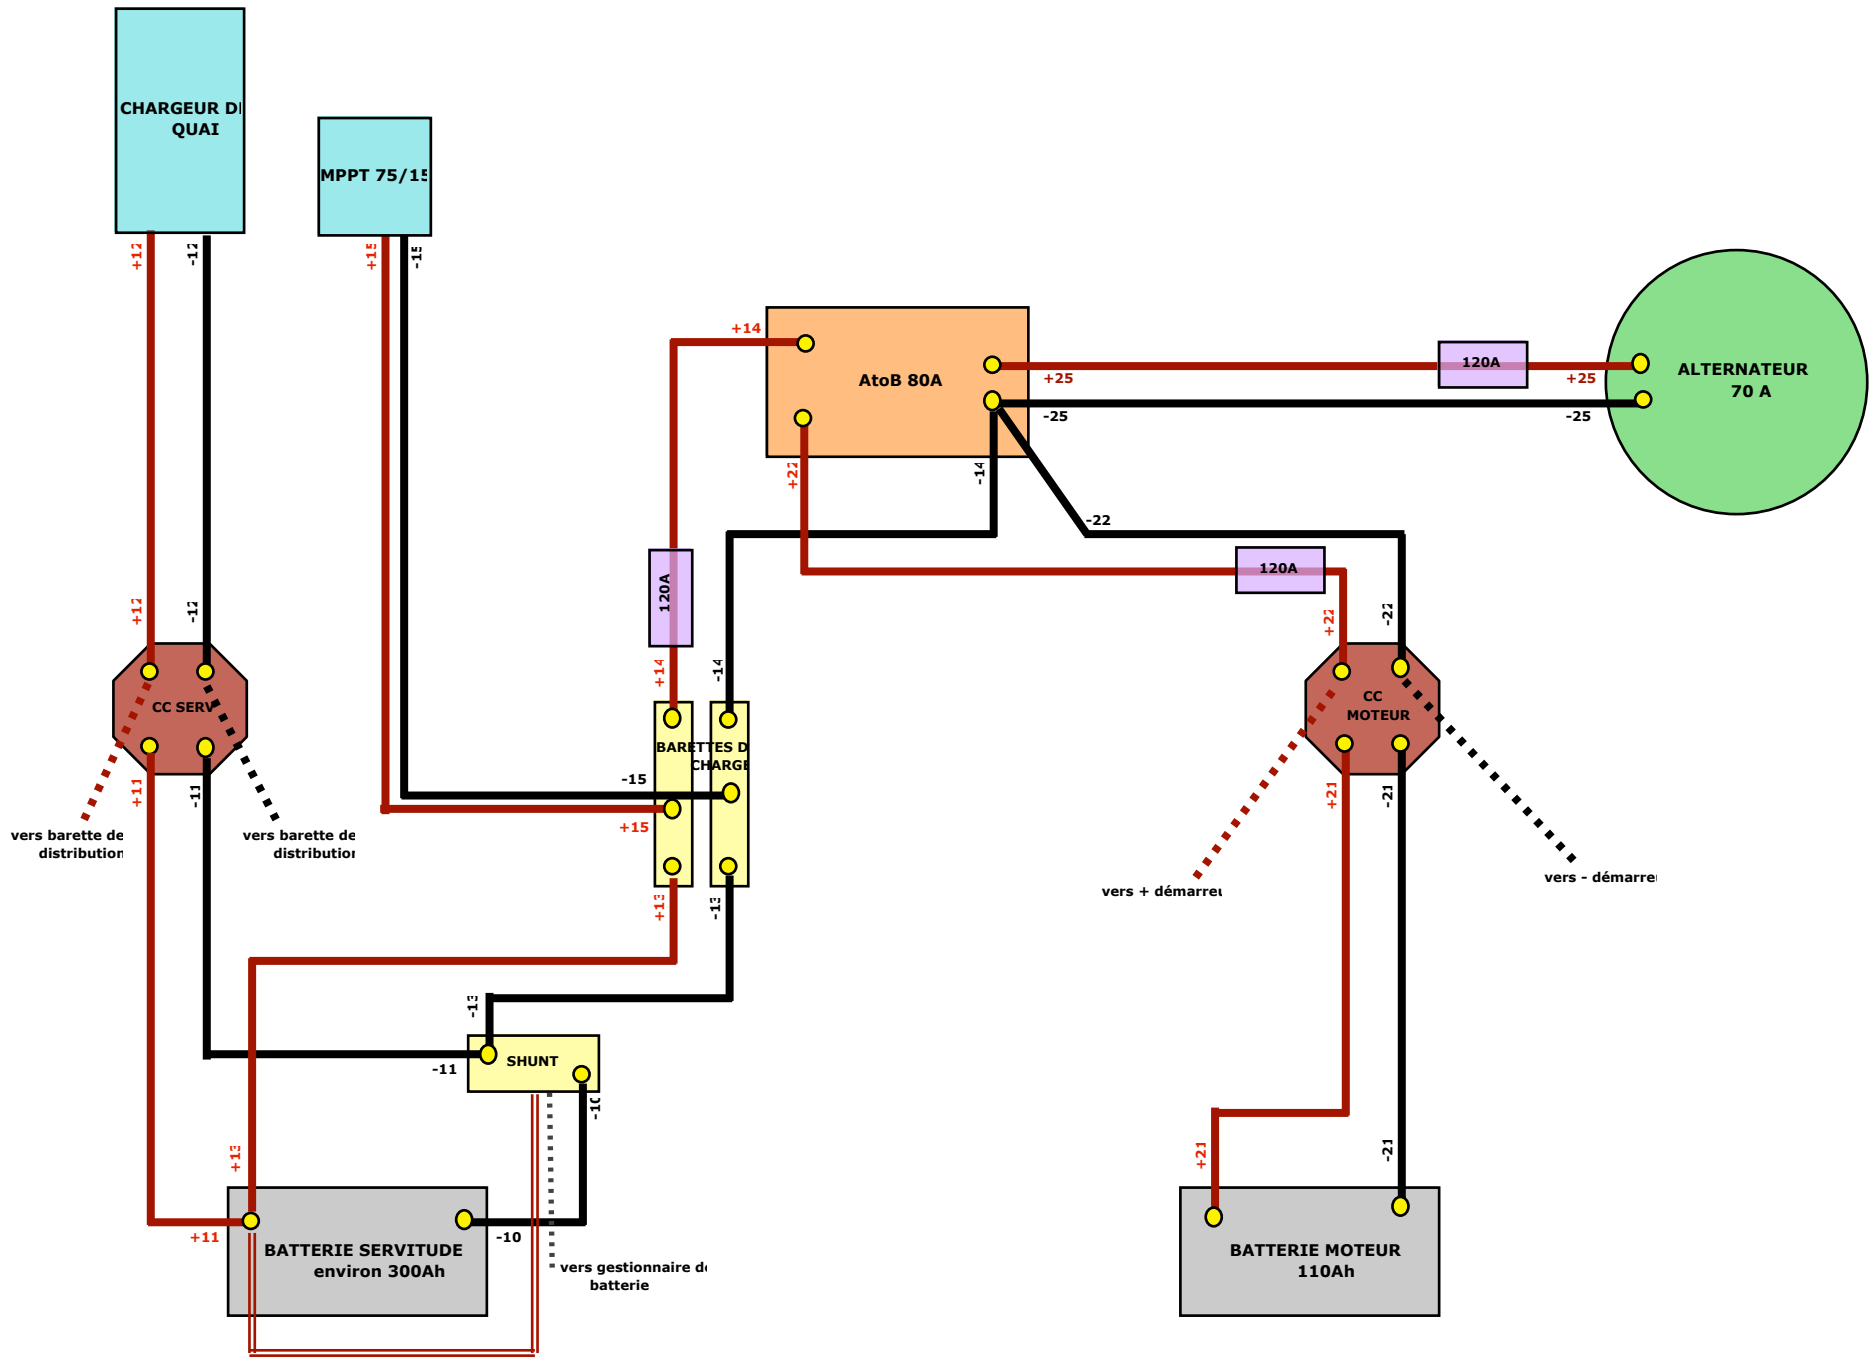 CHARGEUR D
QUAI
MPPT 75/15
+12
-12
+15
-15
+14
AtoB 80A
+25
-25
120A
+25
-25
ALTERNATEUR
70 A
+22
-14
-22
120A
120A
+12
-12
+14
-14
+22
-22
CC SERV
CC
MOTEUR
BARETTES D
CHARGE
-15
+15
+11
-11
+21
-21
vers barette de
distribution
vers barette de
distribution
vers + démarre
vers - démarre
+13
-13
-13
SHUNT
-11
-10
+13
+21
-21
+11
-10
BATTERIE SERVITUDE
environ 300Ah
vers gestionnaire de
batterie
BATTERIE MOTEUR
110Ah